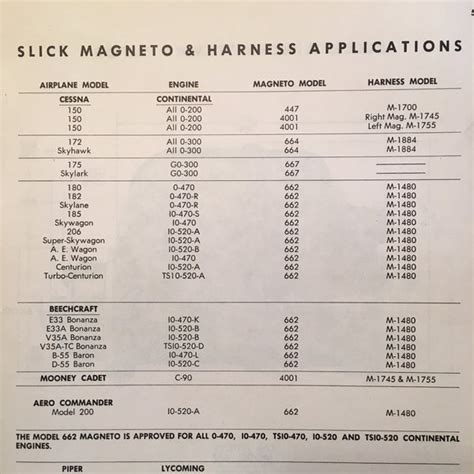 SLICK MAGNETO & HARNESS APPLICATIONS
AIRPLANE MODEL ENGINE MAGNETO MODEL HARNESS MODEL
CESSNA CONTINENTAL
150 All 0-200 447 M-1700
150 All 0-200 4001 Right Mag. M-1745
150 All 0-200 4001 Left Mag. M-1755
172 All 0-300 664 M-1884
Skyhawk All 0-300 664 M-1884
175 G0-300 667
Skylark G0-300 667
180 0-470 662 M-1480
182 0-470-R 662 M-1480
Skylane 0-470-R 662 M-1480
185 I0-470-S 662 M-1480
Skywagon I0-470 662 M-1480
206 I0-520-A 662 M-1480
Super-Skywagon I0-520-A 662 M-1480
A. E. Wagon I0-520-B 662 M-1480
A. E. Wagon I0-470 662 M-1480
Centurion I0-520-A 662 M-1480
Turbo-Centurion TS10-520-A 662 M-1480
BEECHCRAFT
E33 Bonanza I0-470-K 662 M-1480
E33A Bonanza I0-520-B 662 M-1480
V35A Bonanza I0-520-B 662 M-1480
V35A-TC Bonanza TSI0-520-D 662 M-1480
B-55 Baron I0-470-L 662 M-1480
D-55 Baron I0-520-C 662 M-1480
MOONEY CADET C-90 4001 M-1745 & M-1755
AERO COMMANDER
Model 200 I0-520-A 662 M-1480
THE MODEL 662 MAGNETO IS APPROVED FOR ALL 0-470, I0-470, TSI0-470, I0-520 AND TSI0-520 CONTINENTAL
ENGINES.
PIPER LYCOMING